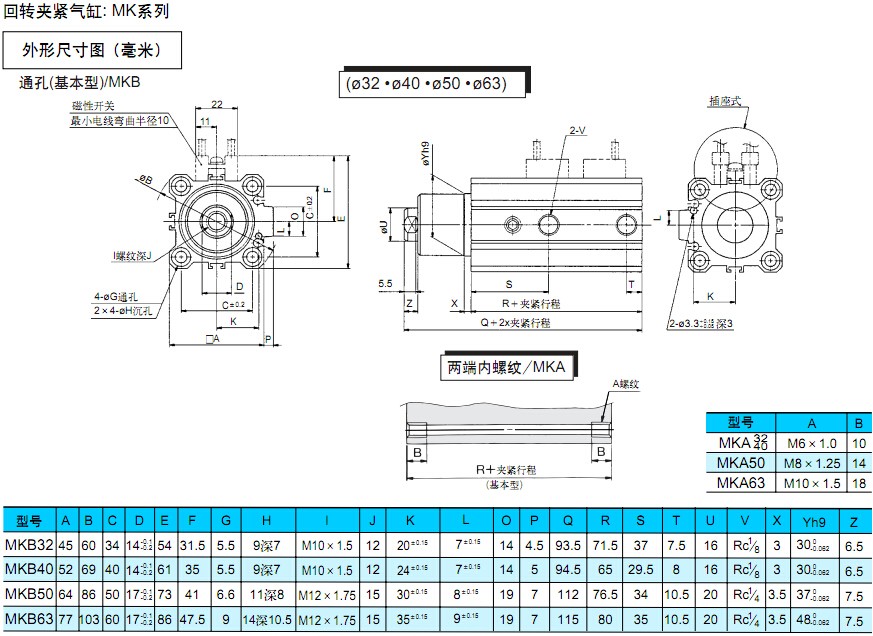 回转夹紧气缸: MK系列
外形尺寸图 (毫米)
通孔(基本型)/MKB
(ø32・ø40・ø50・ø63)
磁性开关
最小电线弯曲半径10
22
11
øB
F
E
C±0.2
O
L
I螺纹深J
4-øG通孔
2×4-øH沉孔
D
C±0.2
K
□A
P
øYh9
øU
2-V
5.5
Z
X
S
T
R+夹紧行程
Q+2x夹紧行程
插座式
L
K
2-ø3.3 深3
两端内螺纹/MKA
A螺纹
B
B
R+夹紧行程
(基本型)
型号 A B
MKA 32 40 M6×1.0 10
MKA50 M8×1.25 14
MKA63 M10×1.5 18
型号 A B C D E F G H I J K L O P Q R S T U V X Yh9 Z
MKB32 45 60 34 14-0.1 -0.2 54 31.5 5.5 9深7 M10×1.5 12 20±0.15 7±0.15 14 4.5 93.5 71.5 37 7.5 16 Rc1/8 3 30 0 -0.062 6.5
MKB40 52 69 40 14-0.1 -0.2 61 35 5.5 9深7 M10×1.5 12 24±0.15 7±0.15 14 5 94.5 65 29.5 8 16 Rc1/8 3 30 0 -0.062 6.5
MKB50 64 86 50 17-0.1 -0.2 73 41 6.6 11深8 M12×1.75 15 30±0.15 8±0.15 19 7 112 76.5 34 10.5 20 Rc1/4 3.5 37 0 -0.062 7.5
MKB63 77 103 60 17-0.1 -0.2 86 47.5 9 14深10.5 M12×1.75 15 35±0.15 9±0.15 19 7 115 80 35 10.5 20 Rc1/4 3.5 48 0 -0.062 7.5